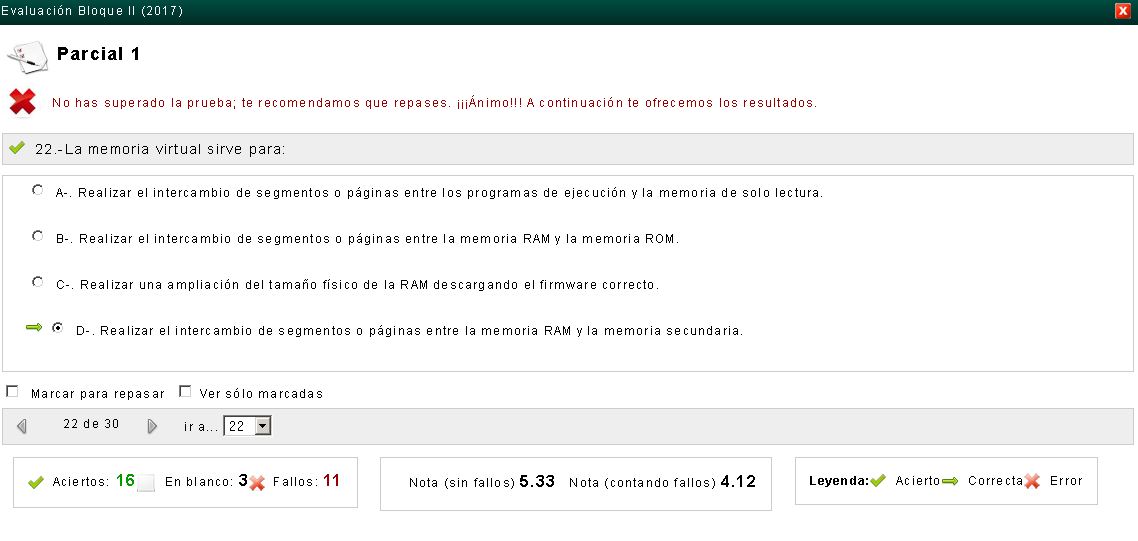 Evaluación Bloque II (2017)
Parcial 1
No has superado la prueba; te recomendamos que repases. ¡¡¡Ánimo!!! A continuación te ofrecemos los resultados.
22.-La memoria virtual sirve para:
A-. Realizar el intercambio de segmentos o páginas entre los programas de ejecución y la memoria de solo lectura.
B-. Realizar el intercambio de segmentos o páginas entre la memoria RAM y la memoria ROM.
C-. Realizar una ampliación del tamaño físico de la RAM descargando el firmware correcto.
D-. Realizar el intercambio de segmentos o páginas entre la memoria RAM y la memoria secundaria.
Marcar para repasar Ver sólo marcadas
22 de 30 ir a... 22
Aciertos: 16 En blanco: 3 Fallos: 11 Nota (sin fallos) 5.33 Nota (contando fallos) 4.12 Leyenda: Acierto Correcta Error